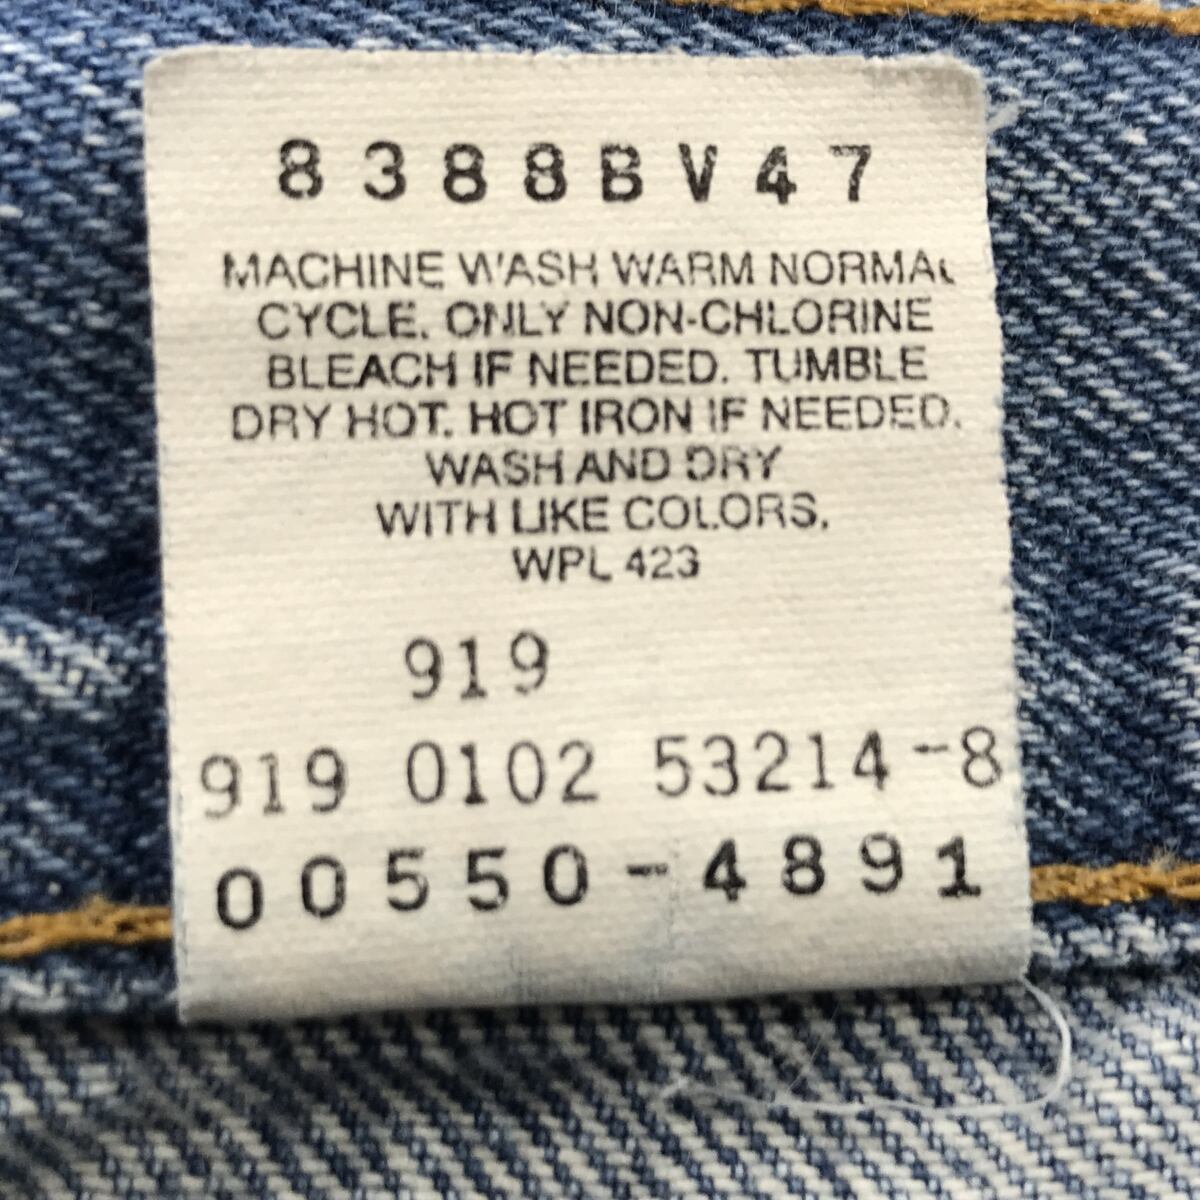 8388BV47
MACHINE WASH WARM NORMAL
CYCLE. ONLY NON-CHLORINE
BLEACH IF NEEDED. TUMBLE
DRY HOT. HOT IRON IF NEEDED.
WASH AND DRY
WITH LIKE COLORS.
WPL 423
919
919 0102 53214-8
00550-4891